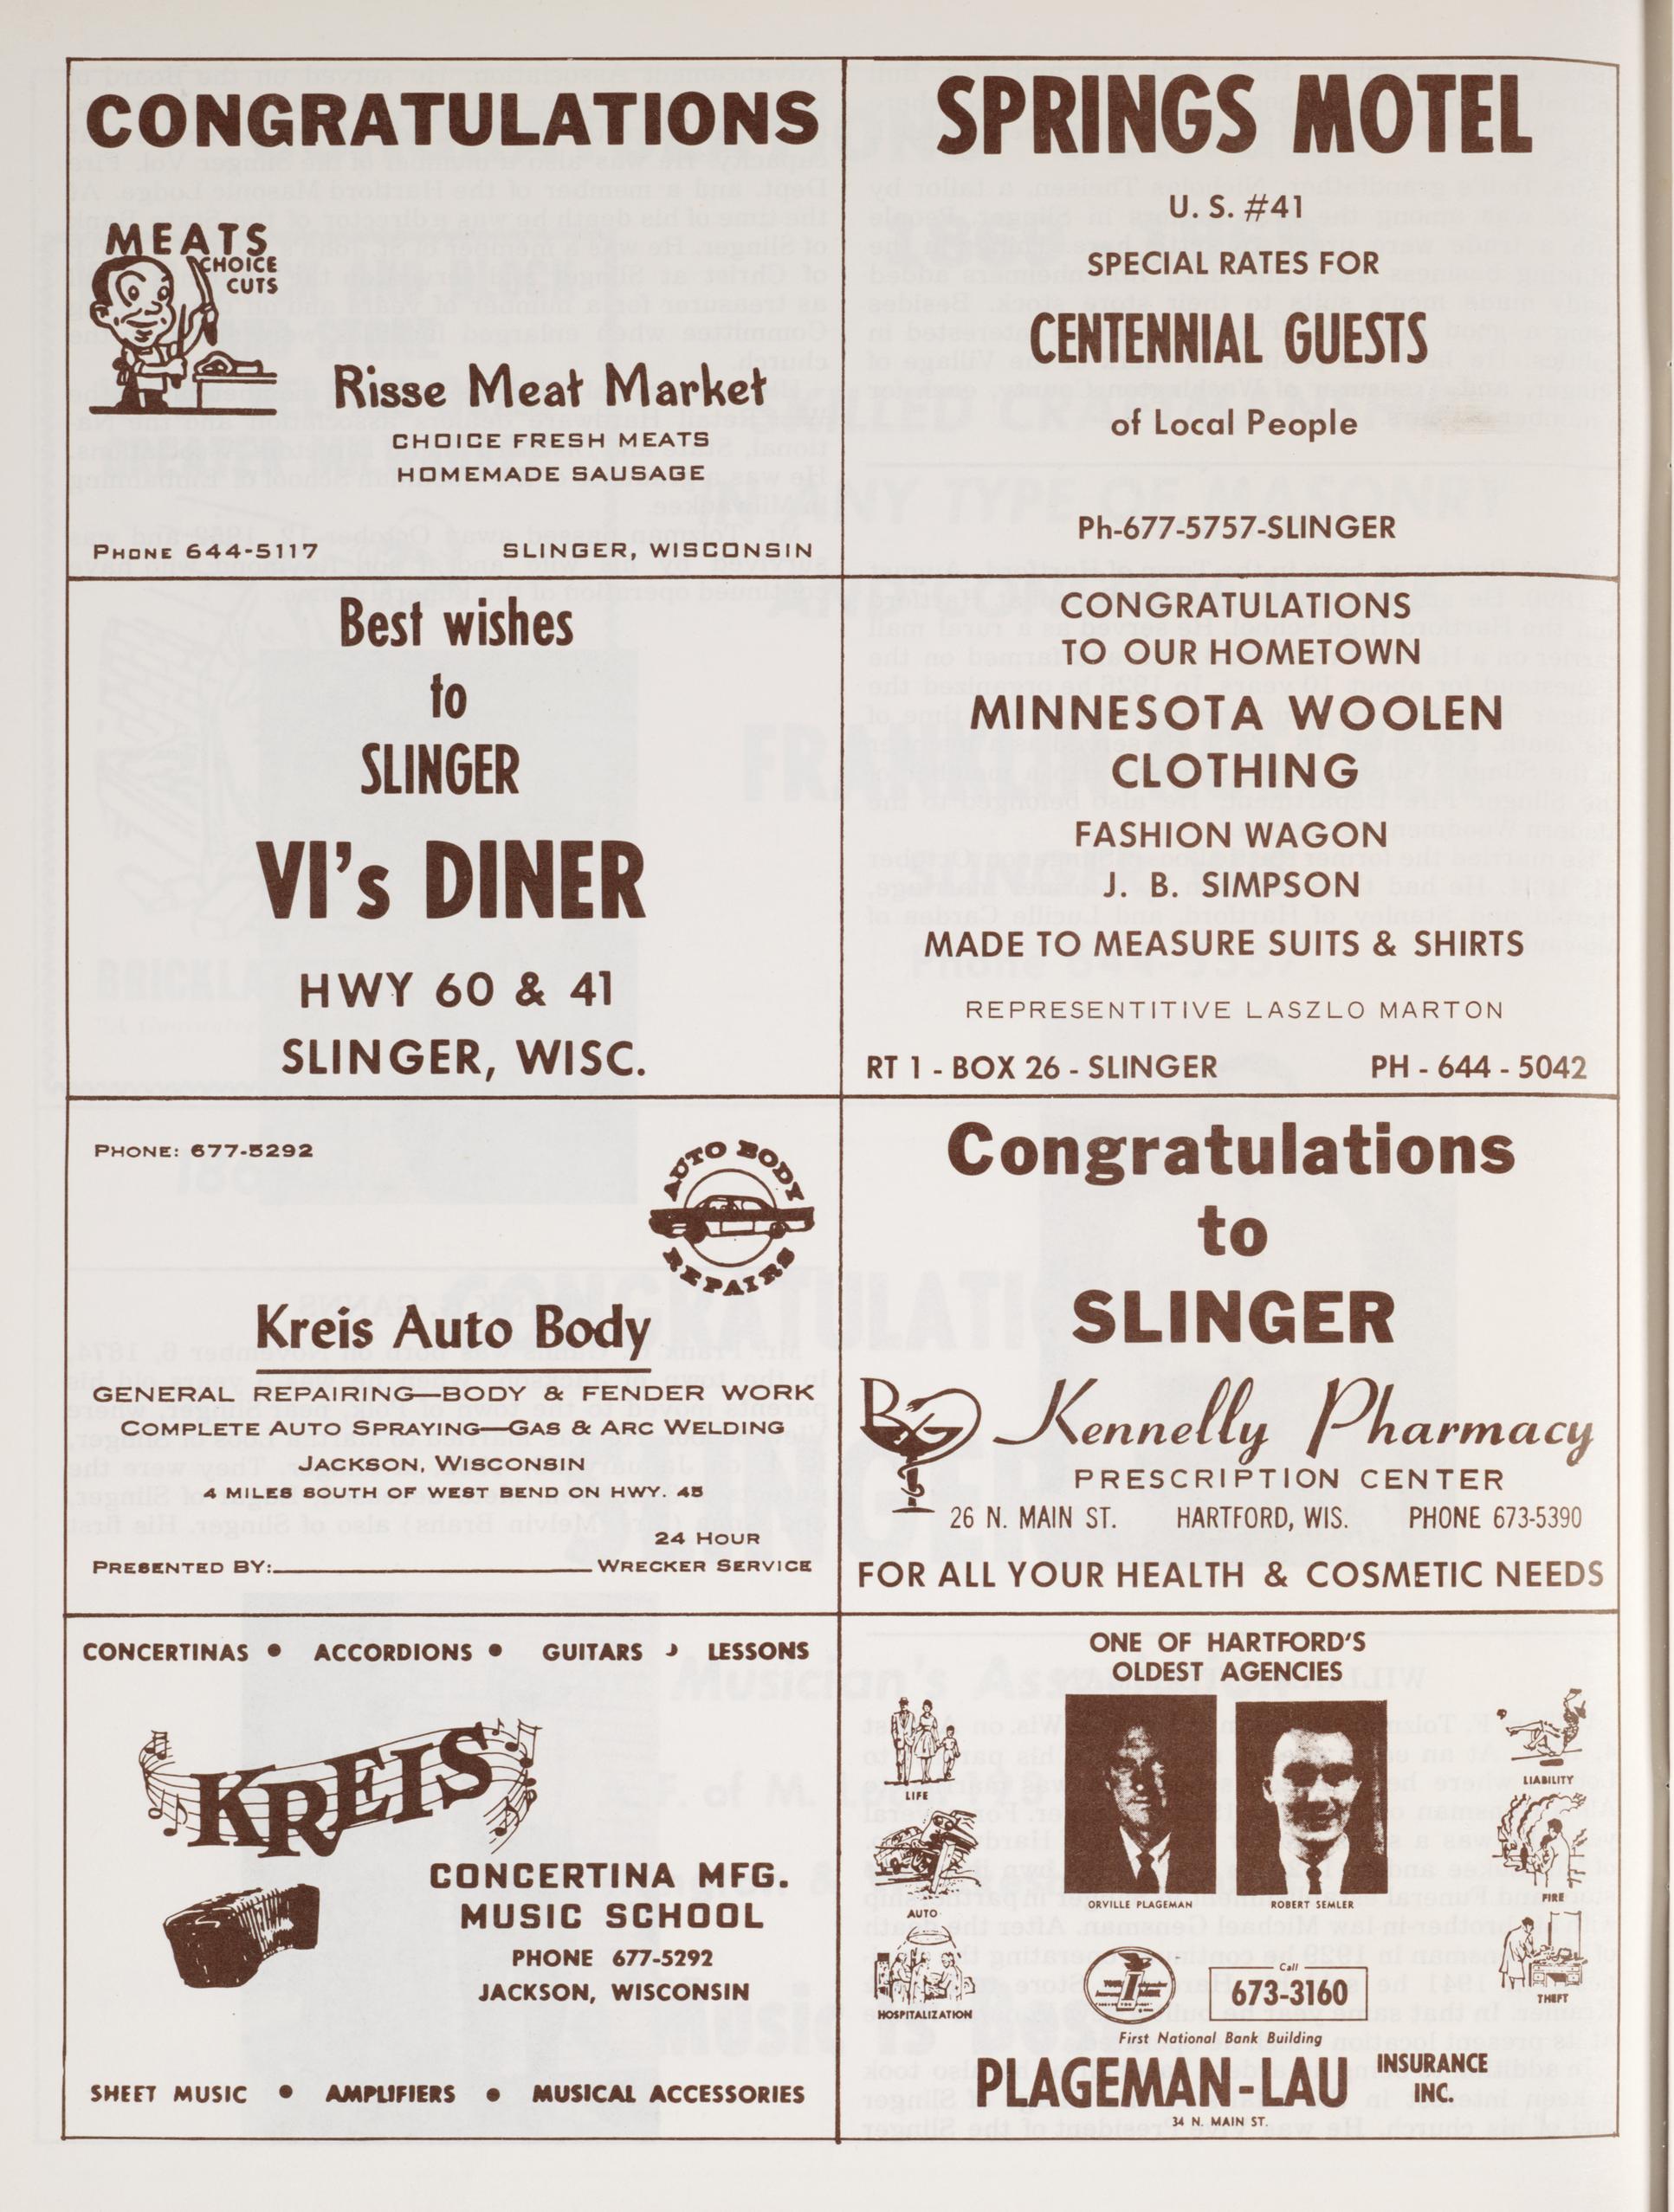 CONGRATULATIONS
MEATS
CHOICE
CUTS
Risse Meat Market
CHOICE FRESH MEATS
HOMEMADE SAUSAGE
PHONE 644-5117 SLINGER, WISCONSIN
SPRINGS MOTEL
U. S. #41
SPECIAL RATES FOR
CENTENNIAL GUESTS
of Local People
Ph-677-5757-SLINGER
Best wishes
to
SLINGER
VI's DINER
HWY 60 & 41
SLINGER, WISC.
CONGRATULATIONS
TO OUR HOMETOWN
MINNESOTA WOOLEN
CLOTHING
FASHION WAGON
J. B. SIMPSON
MADE TO MEASURE SUITS & SHIRTS
REPRESENTITIVE LASZLO MARTON
RT 1 - BOX 26 - SLINGER PH - 644 - 5042
PHONE: 677-5292
AUTO BODY
REPAIRS
Kreis Auto Body
GENERAL REPAIRING—BODY & FENDER WORK
COMPLETE AUTO SPRAYING—GAS & ARC WELDING
JACKSON, WISCONSIN
4 MILES SOUTH OF WEST BEND ON HWY. 45
24 HOUR
PRESENTED BY:____________________ WRECKER SERVICE
Congratulations
to
SLINGER
Kennelly Pharmacy
PRESCRIPTION CENTER
26 N. MAIN ST. HARTFORD, WIS. PHONE 673-5390
FOR ALL YOUR HEALTH & COSMETIC NEEDS
CONCERTINAS • ACCORDIONS • GUITARS • LESSONS
KREIS
CONCERTINA MFG.
MUSIC SCHOOL
PHONE 677-5292
JACKSON, WISCONSIN
SHEET MUSIC • AMPLIFIERS • MUSICAL ACCESSORIES
ONE OF HARTFORD'S
OLDEST AGENCIES
LIFE
AUTO
HOSPITALIZATION
ORVILLE PLAGEMAN
ROBERT SEMLER
LIABILITY
FIRE
THEFT
Call
673-3160
First National Bank Building
PLAGEMAN-LAU INSURANCE
INC.
34 N. MAIN ST.